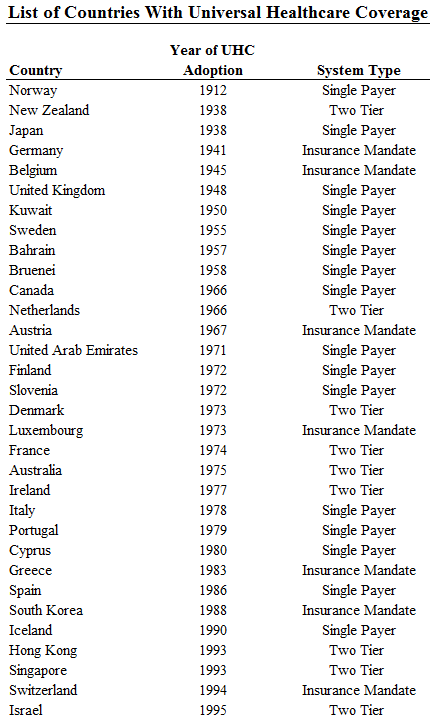 List of Countries With Universal Healthcare Coverage
Year of UHC
Country Adoption System Type
Norway 1912 Single Payer
New Zealand 1938 Two Tier
Japan 1938 Single Payer
Germany 1941 Insurance Mandate
Belgium 1945 Insurance Mandate
United Kingdom 1948 Single Payer
Kuwait 1950 Single Payer
Sweden 1955 Single Payer
Bahrain 1957 Single Payer
Bruenei 1958 Single Payer
Canada 1966 Single Payer
Netherlands 1966 Two Tier
Austria 1967 Insurance Mandate
United Arab Emirates 1971 Single Payer
Finland 1972 Single Payer
Slovenia 1972 Single Payer
Denmark 1973 Two Tier
Luxembourg 1973 Insurance Mandate
France 1974 Two Tier
Australia 1975 Two Tier
Ireland 1977 Two Tier
Italy 1978 Single Payer
Portugal 1979 Single Payer
Cyprus 1980 Single Payer
Greece 1983 Insurance Mandate
Spain 1986 Single Payer
South Korea 1988 Insurance Mandate
Iceland 1990 Single Payer
Hong Kong 1993 Two Tier
Singapore 1993 Two Tier
Switzerland 1994 Insurance Mandate
Israel 1995 Two Tier